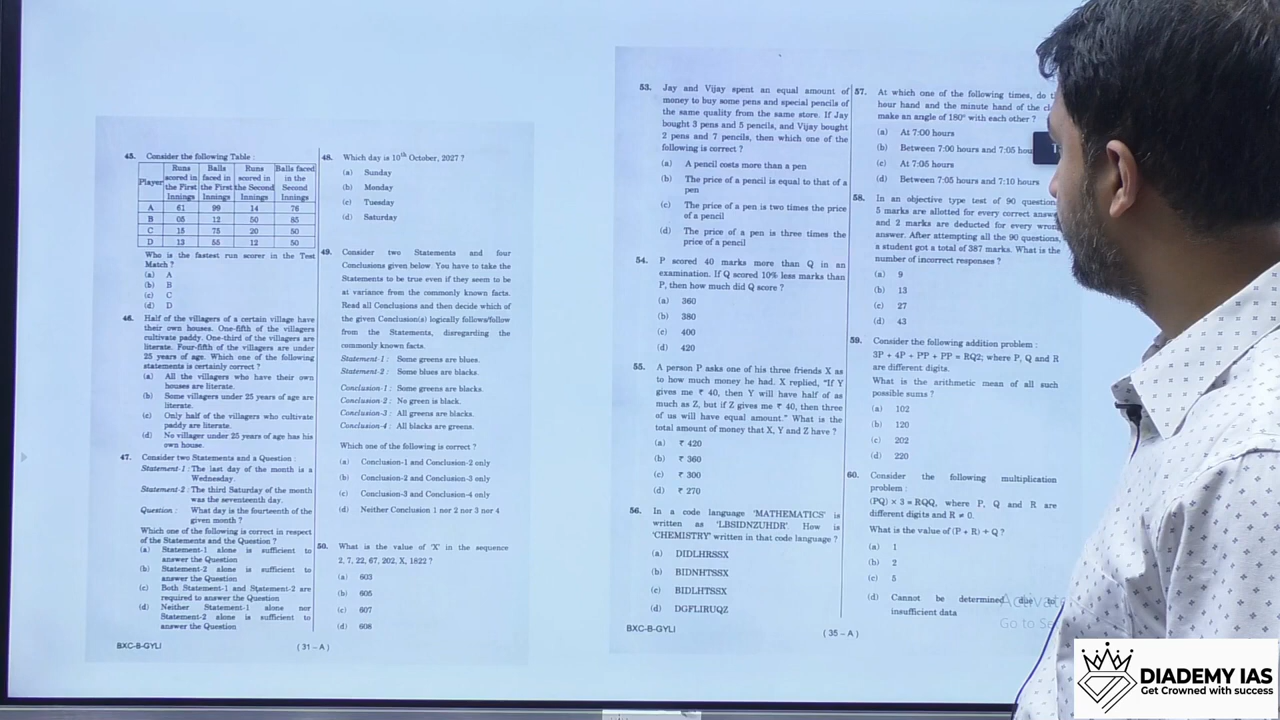 45. Consider the following Table :
Player Runs scored in the First Innings Balls faced in the First Innings Runs scored in the Second Innings Balls faced in the Second Innings
A 61 99 14 76
B 05 12 50 85
C 15 75 20 50
D 13 55 12 50
Who is the fastest run scorer in the Test
Match ?
(a) A
(b) B
(c) C
(d) D
46. Half of the villagers of a certain village have
their own houses. One-fifth of the villagers
cultivate paddy. One-third of the villagers are
literate. Four-fifth of the villagers are under
25 years of age. Which one of the following
statements is certainly correct ?
(a) All the villagers who have their own
houses are literate.
(b) Some villagers under 25 years of age are
literate.
(c) Only half of the villagers who cultivate
paddy are literate.
(d) No villager under 25 years of age has his
own house.
47. Consider two Statements and a Question :
Statement-1 : The last day of the month is a
Wednesday.
Statement-2 : The third Saturday of the month
was the seventeenth day.
Question : What day is the fourteenth of the
given month ?
Which one of the following is correct in respect
of the Statements and the Question ?
(a) Statement-1 alone is sufficient to
answer the Question
(b) Statement-2 alone is sufficient to
answer the Question
(c) Both Statement-1 and Statement-2 are
required to answer the Question
(d) Neither Statement-1 alone nor
Statement-2 alone is sufficient to
answer the Question
BXC-B-GYLI
( 31 – A )
48. Which day is 10th October, 2027 ?
(a) Sunday
(b) Monday
(c) Tuesday
(d) Saturday
49. Consider two Statements and four
Conclusions given below. You have to take the
Statements to be true even if they seem to be
at variance from the commonly known facts.
Read all Conclusions and then decide which of
the given Conclusion(s) logically follows/follow
from the Statements, disregarding the
commonly known facts.
Statement-1 : Some greens are blues.
Statement-2 : Some blues are blacks.
Conclusion-1 : Some greens are blacks.
Conclusion-2 : No green is black.
Conclusion-3 : All greens are blacks.
Conclusion-4 : All blacks are greens.
Which one of the following is correct ?
(a) Conclusion-1 and Conclusion-2 only
(b) Conclusion-2 and Conclusion-3 only
(c) Conclusion-3 and Conclusion-4 only
(d) Neither Conclusion 1 nor 2 nor 3 nor 4
50. What is the value of 'X' in the sequence
2, 7, 22, 67, 202, X, 1822 ?
(a) 603
(b) 605
(c) 607
(d) 608
53. Jay and Vijay spent an equal amount of
money to buy some pens and special pencils of
the same quality from the same store. If Jay
bought 3 pens and 5 pencils, and Vijay bought
2 pens and 7 pencils, then which one of the
following is correct ?
(a) A pencil costs more than a pen
(b) The price of a pencil is equal to that of a
pen
(c) The price of a pen is two times the price
of a pencil
(d) The price of a pen is three times the
price of a pencil
54. P scored 40 marks more than Q in an
examination. If Q scored 10% less marks than
P, then how much did Q score ?
(a) 360
(b) 380
(c) 400
(d) 420
55. A person P asks one of his three friends X as
to how much money he had. X replied, "If Y
gives me ₹ 40, then Y will have half of as
much as Z, but if Z gives me ₹ 40, then three
of us will have equal amount." What is the
total amount of money that X, Y and Z have ?
(a) ₹ 420
(b) ₹ 360
(c) ₹ 300
(d) ₹ 270
56. In a code language 'MATHEMATICS' is
written as 'LBSIDNZUHDR'. How is
'CHEMISTRY' written in that code language ?
(a) DIDLHRSSX
(b) BIDNHTSSX
(c) BIDLHTSSX
(d) DGFLIRUQZ
BXC-B-GYLI
( 35 – A )
57. At which one of the following times, do
hour hand and the minute hand of the
make an angle of 180° with each other ?
(a) At 7:00 hours
(b) Between 7:00 hours and 7:05
(c) At 7:05 hours
(d) Between 7:05 hours and 7:10 hours
58. In an objective type test of 90
5 marks are allotted for every correct
and 2 marks are deducted for every
answer. After attempting all the 90 questions,
a student got a total of 387 marks. What is the
number of incorrect responses ?
(a) 9
(b) 13
(c) 27
(d) 43
59. Consider the following addition problem :
3P + 4P + PP + PP = RQ2; where P, Q and R
are different digits.
What is the arithmetic mean of all such
possible sums ?
(a) 102
(b) 120
(c) 202
(d) 220
60. Consider the following multiplication
problem :
(PQ) × 3 = RQQ, where P, Q and R are
different digits and R ≠ 0.
What is the value of (P + R) ÷ Q ?
(a) 1
(b) 2
(c) 5
(d) Cannot be determined due to
insufficient data
Go to
DIADEMY IAS
Get Crowned with success